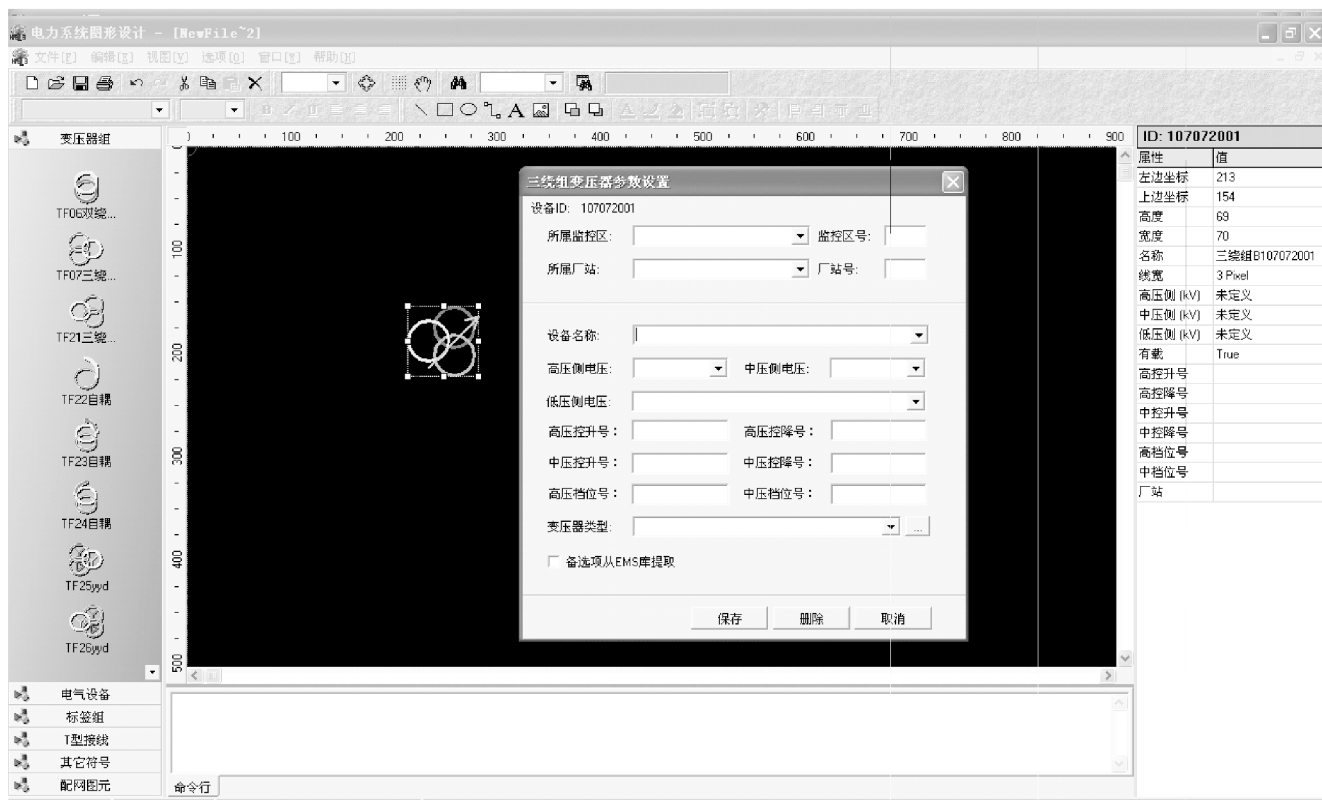 电力系统图形设计 - [NewFile~2]
文件[F] 编辑[E] 视图[V] 选项[O] 窗口[W] 帮助[H]
变压器组
100 200 300 400 500 600 700 800 900
100
200
300
400
500
TF06双绕...
TF07三绕...
TF21三绕...
TF22自耦
TF23自耦
TF24自耦
TF25yyd
TF26yyd
电气设备
标签组
T型接线
其它符号
配网图元
命令行
三绕组变压器参数设置
设备ID: 107072001
所属监控区: 监控区号:
所属厂站: 厂站号:
设备名称:
高压侧电压: 中压侧电压:
低压侧电压:
高压控升号： 高压控降号：
中压控升号： 中压控降号：
高压档位号： 中压档位号：
变压器类型: ...
备选项从EMS库提取
保存 删除 取消
ID: 107072001
属性 值
左边坐标 213
上边坐标 154
高度 69
宽度 70
名称 三绕组B107072001
线宽 3 Pixel
高压侧 (kV) 未定义
中压侧 (kV) 未定义
低压侧 (kV) 未定义
有载 True
高控升号
高控降号
中控升号
中控降号
高档位号
中档位号
厂站